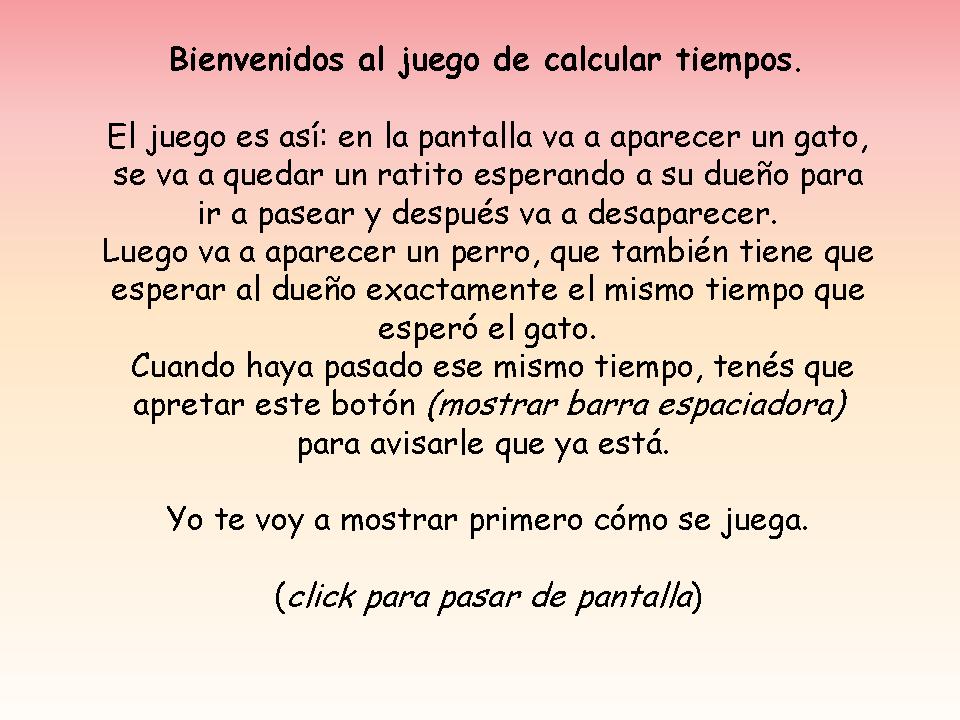 Bienvenidos al juego de calcular tiempos.
El juego es así: en la pantalla va a aparecer un gato,
se va a quedar un ratito esperando a su dueño para
ir a pasear y después va a desaparecer.
Luego va a aparecer un perro, que también tiene que
esperar al dueño exactamente el mismo tiempo que
esperó el gato.
Cuando haya pasado ese mismo tiempo, tenés que
apretar este botón (mostrar barra espaciadora)
para avisarle que ya está.
Yo te voy a mostrar primero cómo se juega.
(click para pasar de pantalla)